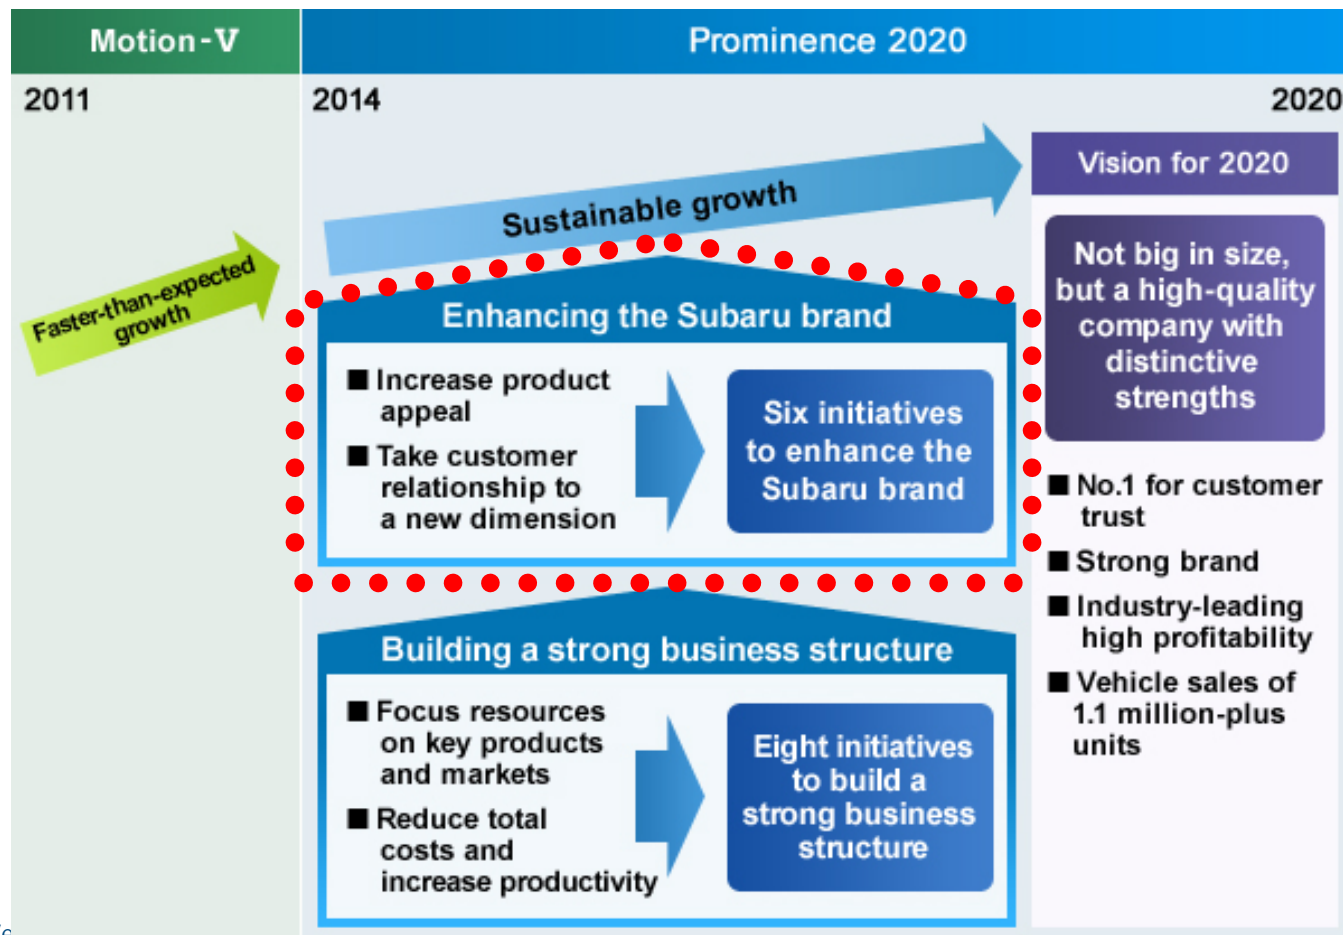 Motion-V
Prominence 2020
2011
2014
2020
Faster-than-expected
growth
Sustainable growth
Enhancing the Subaru brand
■ Increase product
appeal
■ Take customer
relationship to
a new dimension
Six initiatives
to enhance the
Subaru brand
Building a strong business structure
■ Focus resources
on key products
and markets
■ Reduce total
costs and
increase productivity
Eight initiatives
to build a
strong business
structure
Vision for 2020
Not big in size,
but a high-quality
company with
distinctive
strengths
■ No.1 for customer
trust
■ Strong brand
■ Industry-leading
high profitability
■ Vehicle sales of
1.1 million-plus
units